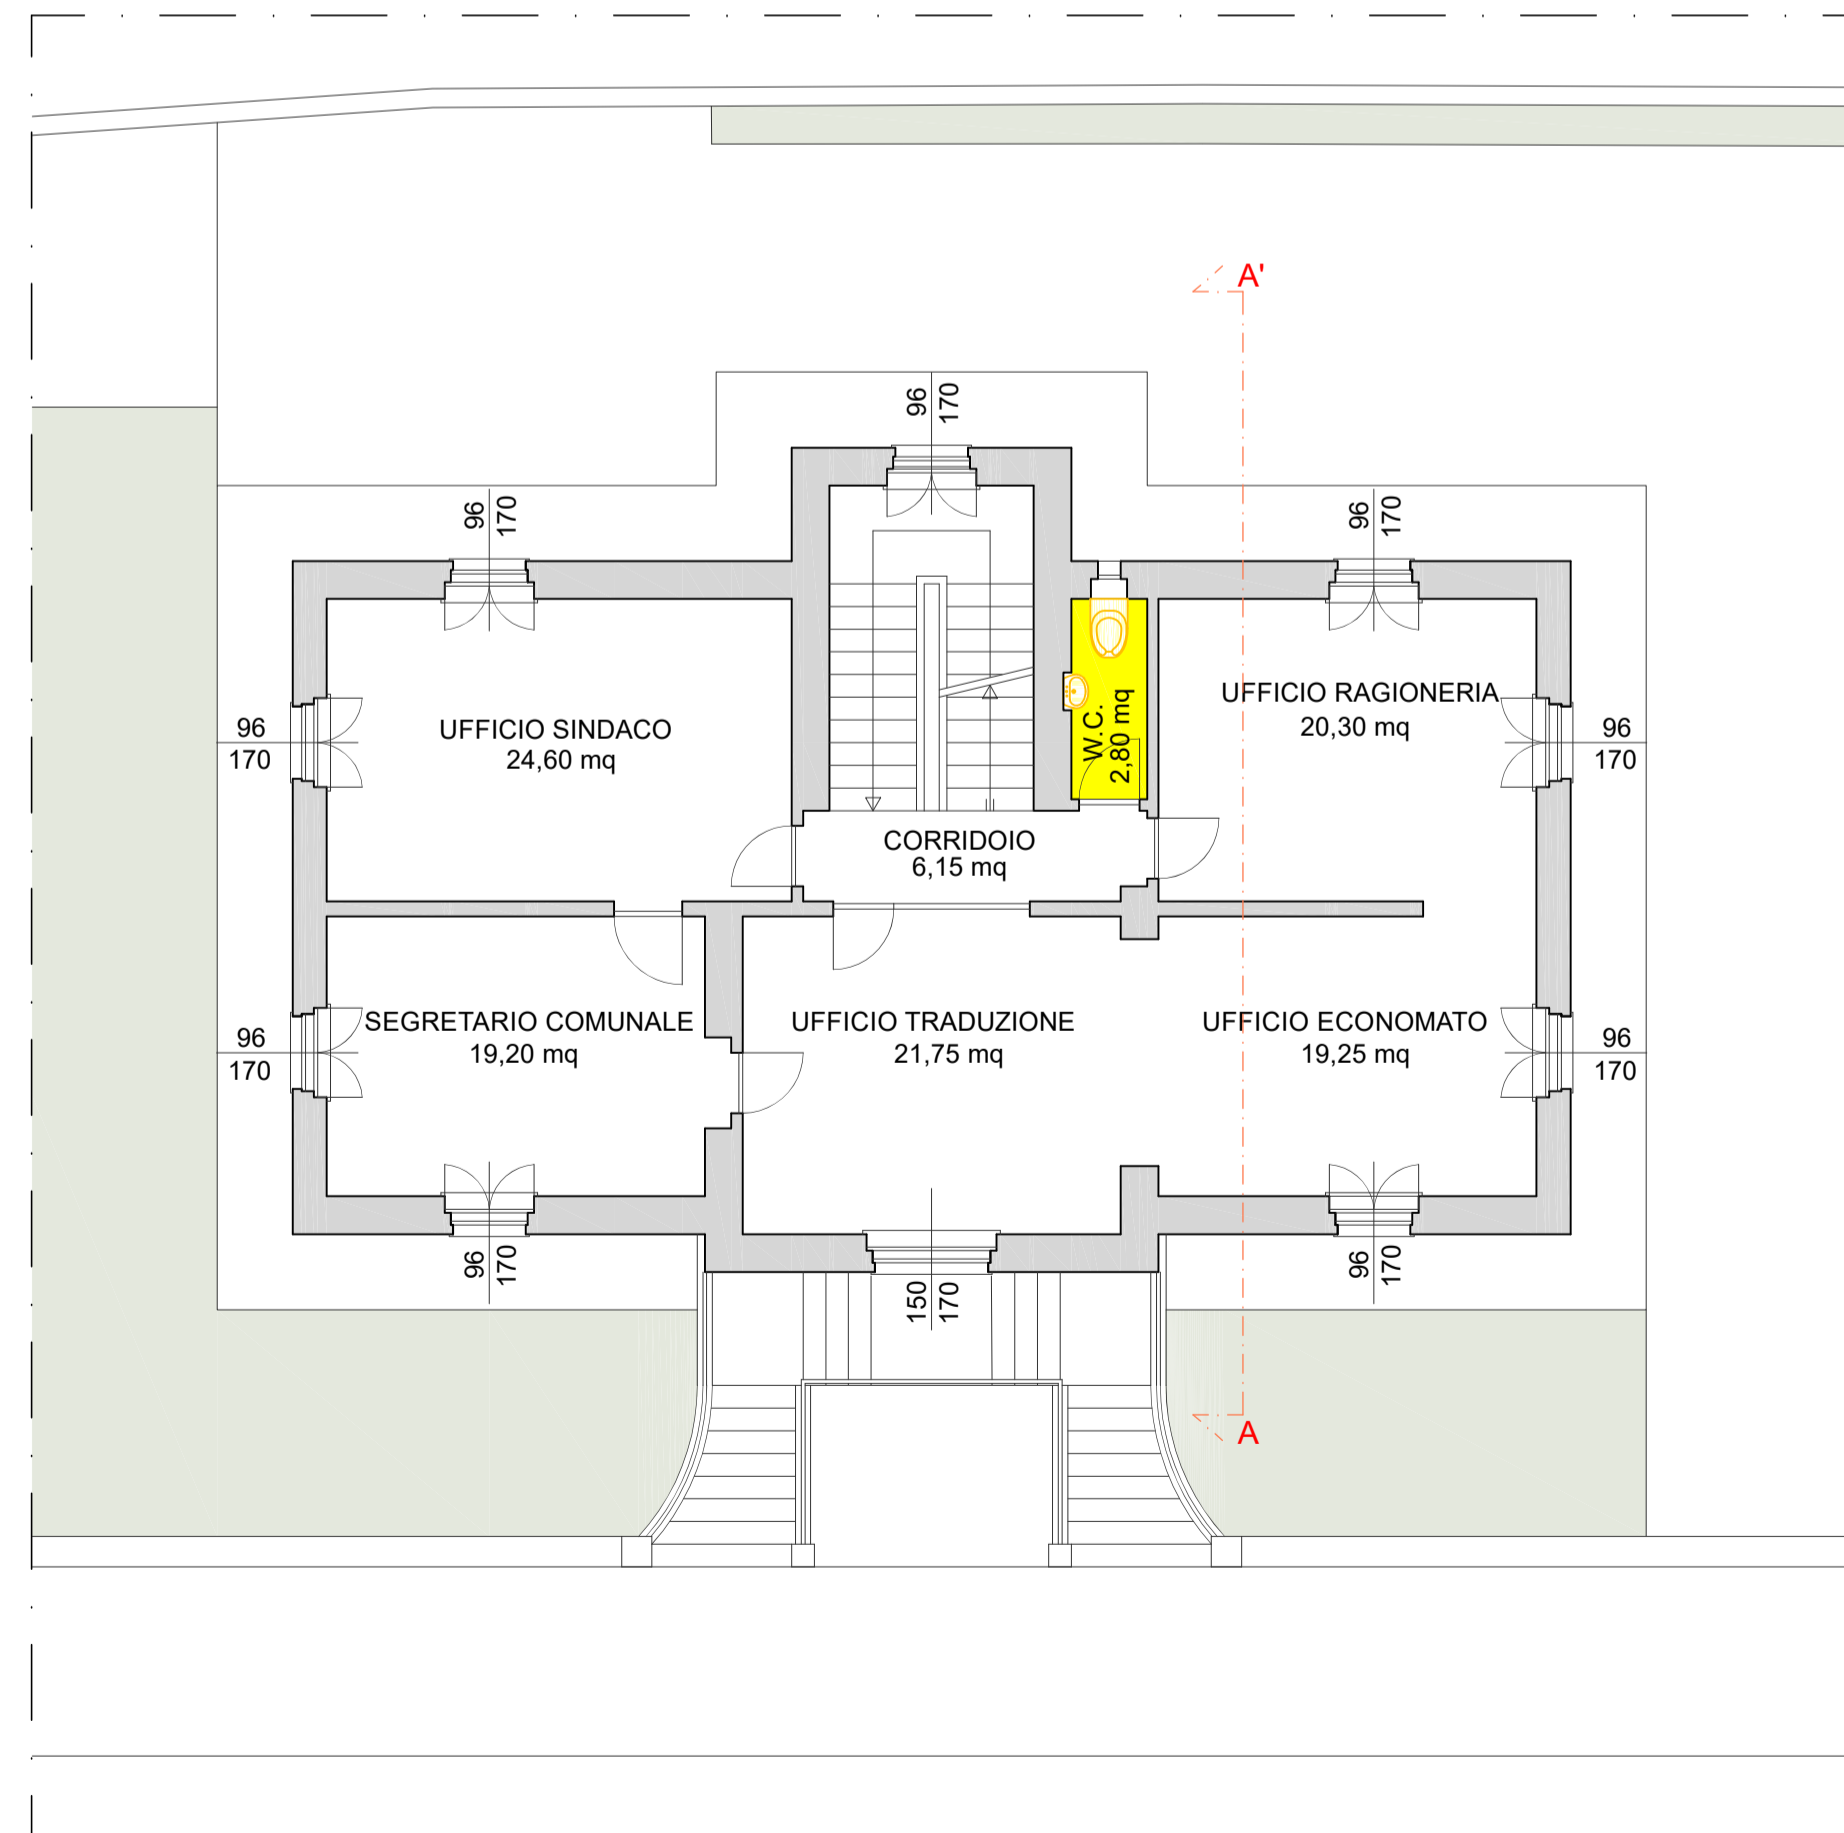 A'
96
170
96
170
96
170
UFFICIO RAGIONERIA
20,30 mq
UFFICIO SINDACO
24,60 mq
W.C.
2,80 mq
96
170
96
170
CORRIDOIO
6,15 mq
SEGRETARIO COMUNALE
19,20 mq
UFFICIO TRADUZIONE
21,75 mq
UFFICIO ECONOMATO
19,25 mq
96
170
96
170
96
170
150
170
96
170
A